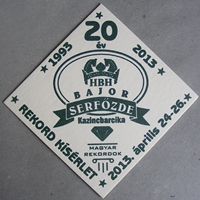 1993 20 2013
év
HBH
BAJOR
SERFŐZDE
Kazincbarcika
MAGYAR
REKORDOK
REKORD KÍSÉRLET
2013. április 24-26.